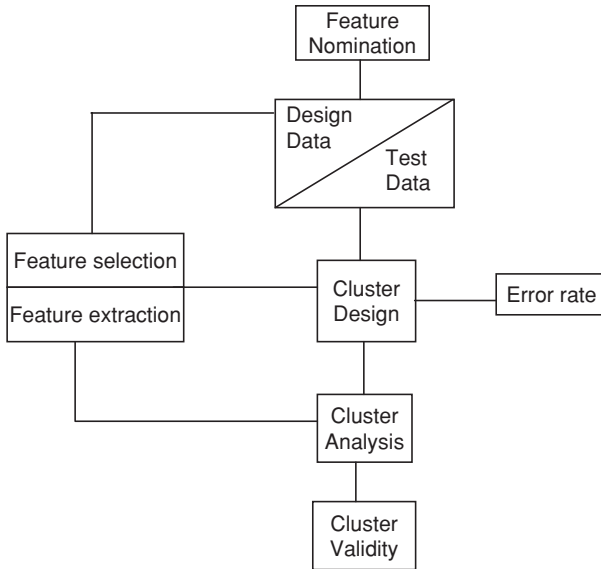 Feature
Nomination
Design
Data
Test
Data
Feature selection
Feature extraction
Cluster
Design
Error rate
Cluster
Analysis
Cluster
Validity